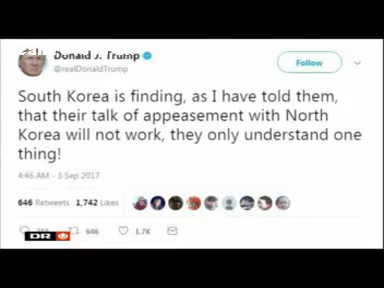 Donald J. Trump
@realDonaldTrump
Follow
South Korea is finding, as I have told them,
that their talk of appeasement with North
Korea will not work, they only understand one
thing!
4:46 AM - 3 Sep 2017
646 Retweets 1,742 Likes
646 1.7K
DR